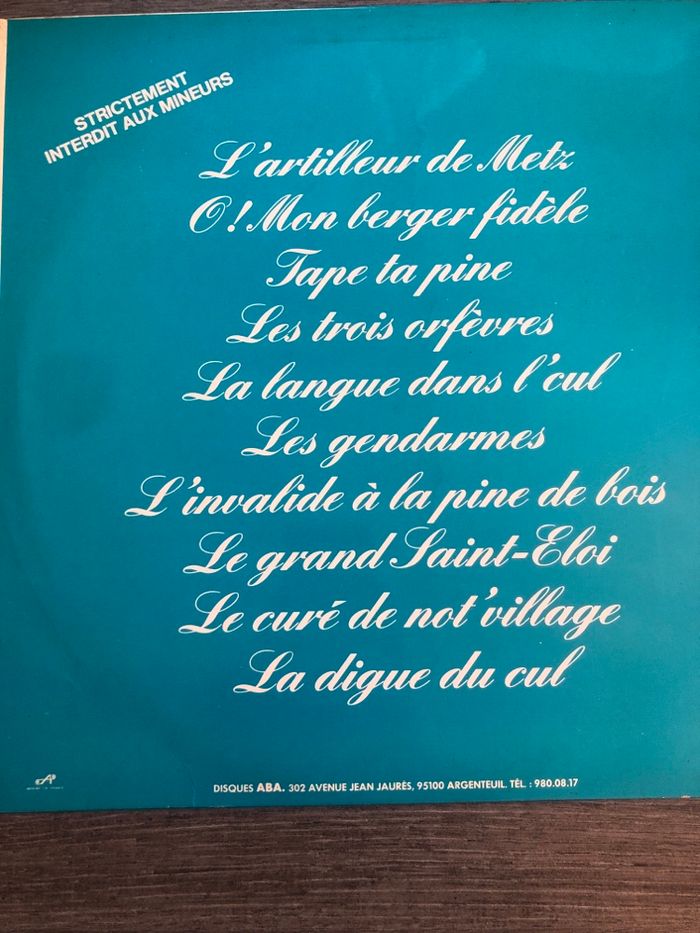 STRICTEMENT
INTERDIT AUX MINEURS
L'artilleur de Metz
O! Mon berger fidèle
Tape ta pine
Les trois orfèvres
La langue dans l'cul
Les gendarmes
L'invalide à la pine de bois
Le grand Saint-Eloi
Le curé de not'village
La digue du cul
DISQUES ABA. 302 AVENUE JEAN JAURÉS, 95100 ARGENTEUIL. TÉL. : 980.08.17